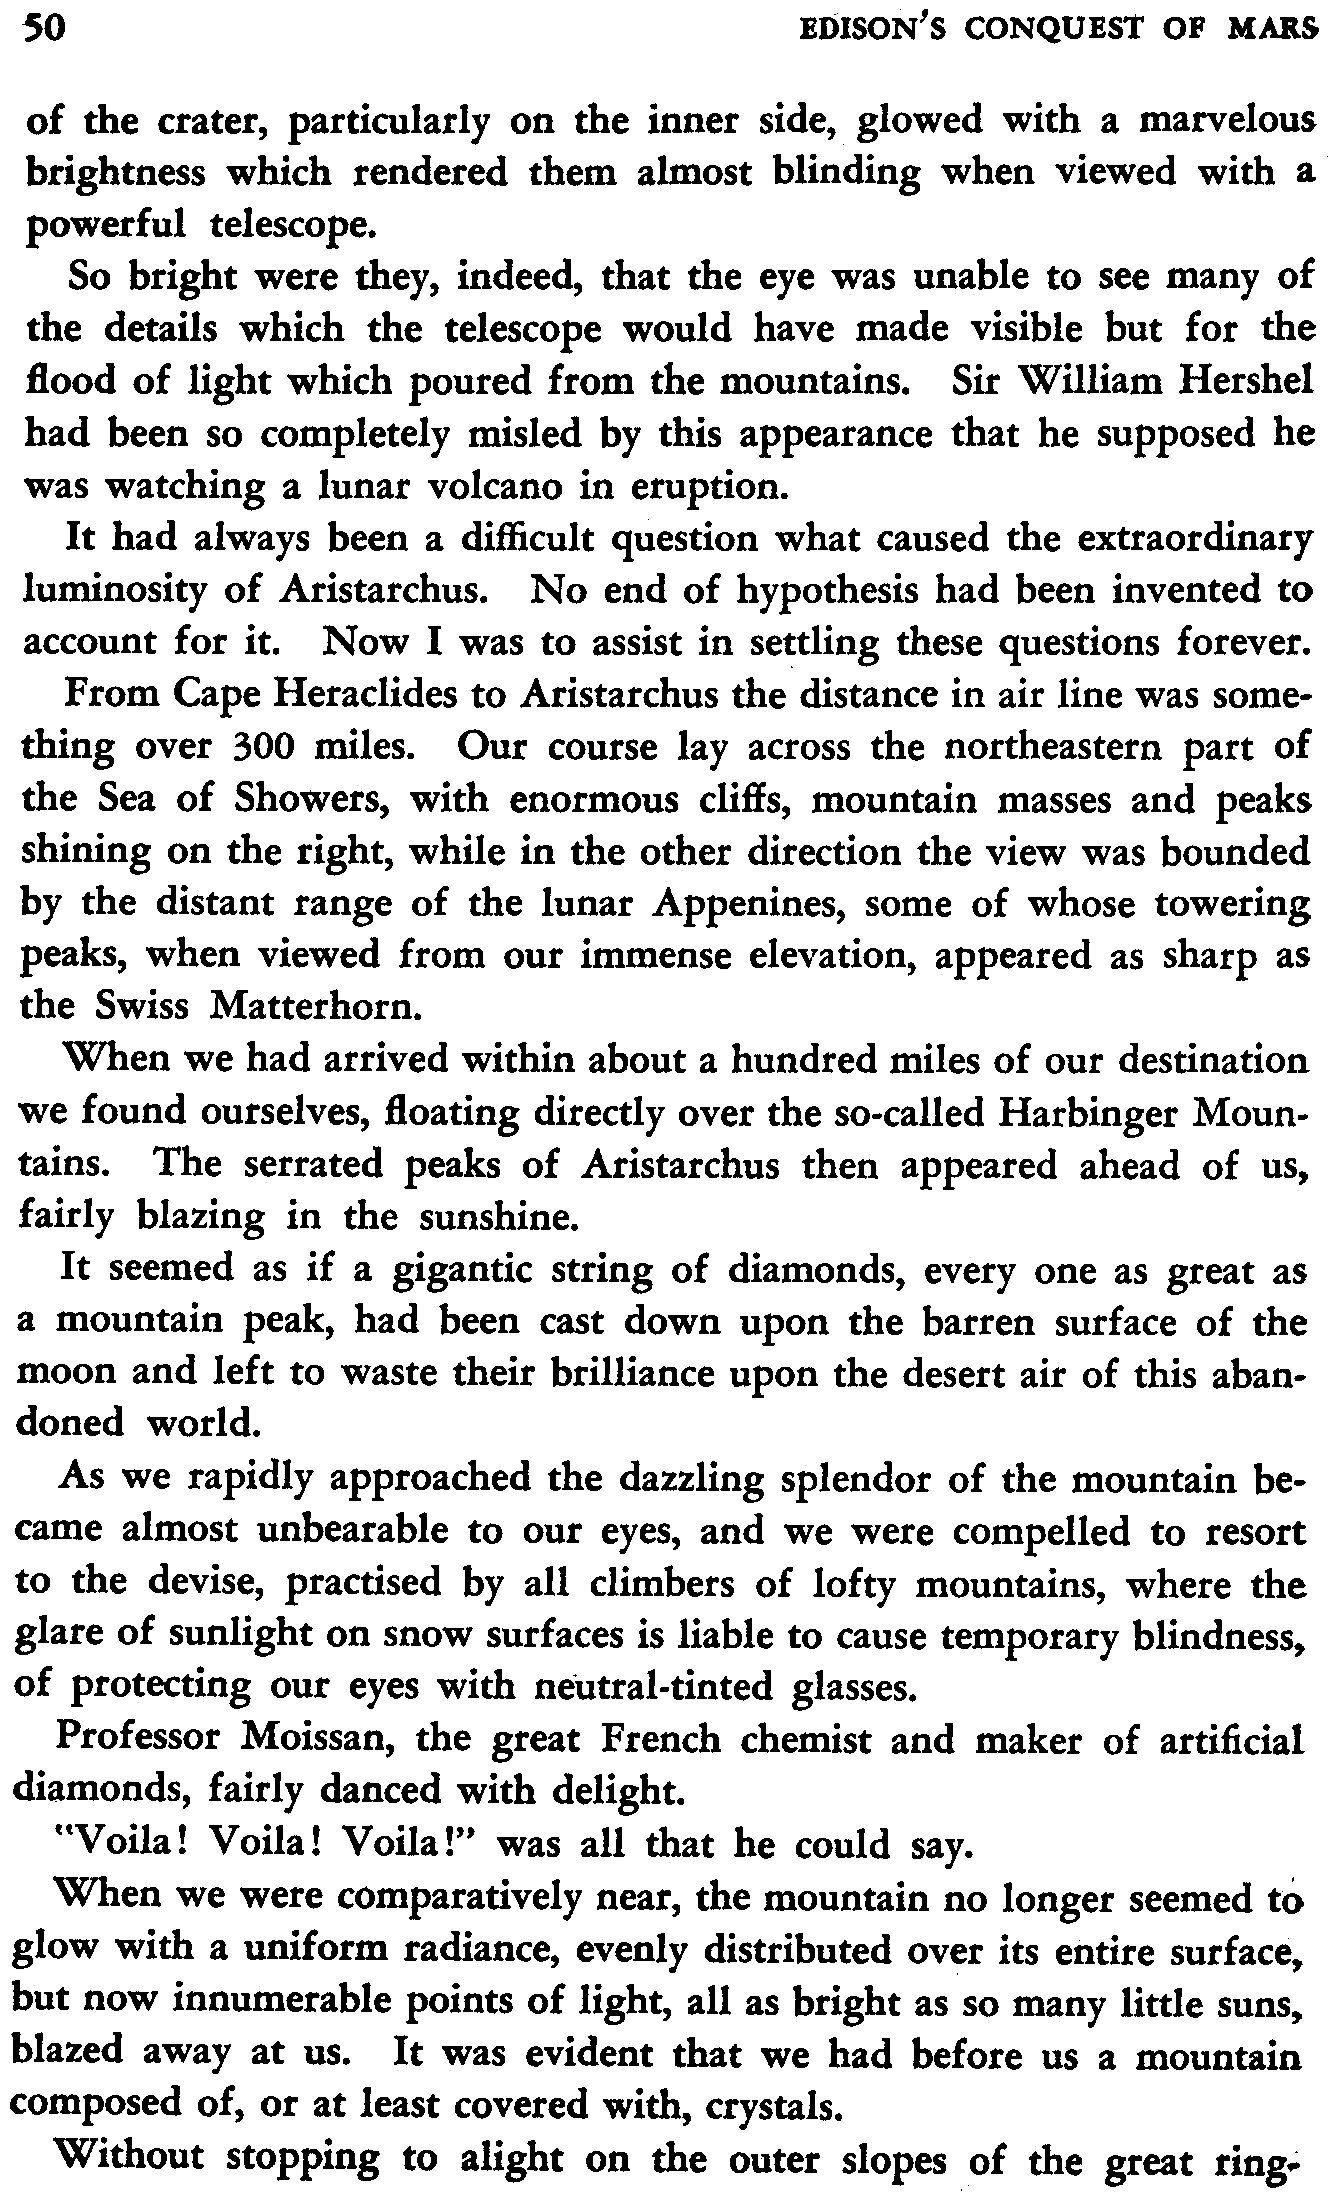 50 EDISON'S CONQUEST OF MARS
of the crater, particularly on the inner side, glowed with a marvelous
brightness which rendered them almost blinding when viewed with a
powerful telescope.
So bright were they, indeed, that the eye was unable to see many of
the details which the telescope would have made visible but for the
flood of light which poured from the mountains. Sir William Hershel
had been so completely misled by this appearance that he supposed he
was watching a lunar volcano in eruption.
It had always been a difficult question what caused the extraordinary
luminosity of Aristarchus. No end of hypothesis had been invented to
account for it. Now I was to assist in settling these questions forever.
From Cape Heraclides to Aristarchus the distance in air line was some-
thing over 300 miles. Our course lay across the northeastern part of
the Sea of Showers, with enormous cliffs, mountain masses and peaks
shining on the right, while in the other direction the view was bounded
by the distant range of the lunar Appenines, some of whose towering
peaks, when viewed from our immense elevation, appeared as sharp as
the Swiss Matterhorn.
When we had arrived within about a hundred miles of our destination
we found ourselves, floating directly over the so-called Harbinger Moun-
tains. The serrated peaks of Aristarchus then appeared ahead of us,
fairly blazing in the sunshine.
It seemed as if a gigantic string of diamonds, every one as great as
a mountain peak, had been cast down upon the barren surface of the
moon and left to waste their brilliance upon the desert air of this aban-
doned world.
As we rapidly approached the dazzling splendor of the mountain be-
came almost unbearable to our eyes, and we were compelled to resort
to the devise, practised by all climbers of lofty mountains, where the
glare of sunlight on snow surfaces is liable to cause temporary blindness,
of protecting our eyes with neutral-tinted glasses.
Professor Moissan, the great French chemist and maker of artificial
diamonds, fairly danced with delight.
"Voila! Voila! Voila!" was all that he could say.
When we were comparatively near, the mountain no longer seemed to
glow with a uniform radiance, evenly distributed over its entire surface,
but now innumerable points of light, all as bright as so many little suns,
blazed away at us. It was evident that we had before us a mountain
composed of, or at least covered with, crystals.
Without stopping to alight on the outer slopes of the great ring-